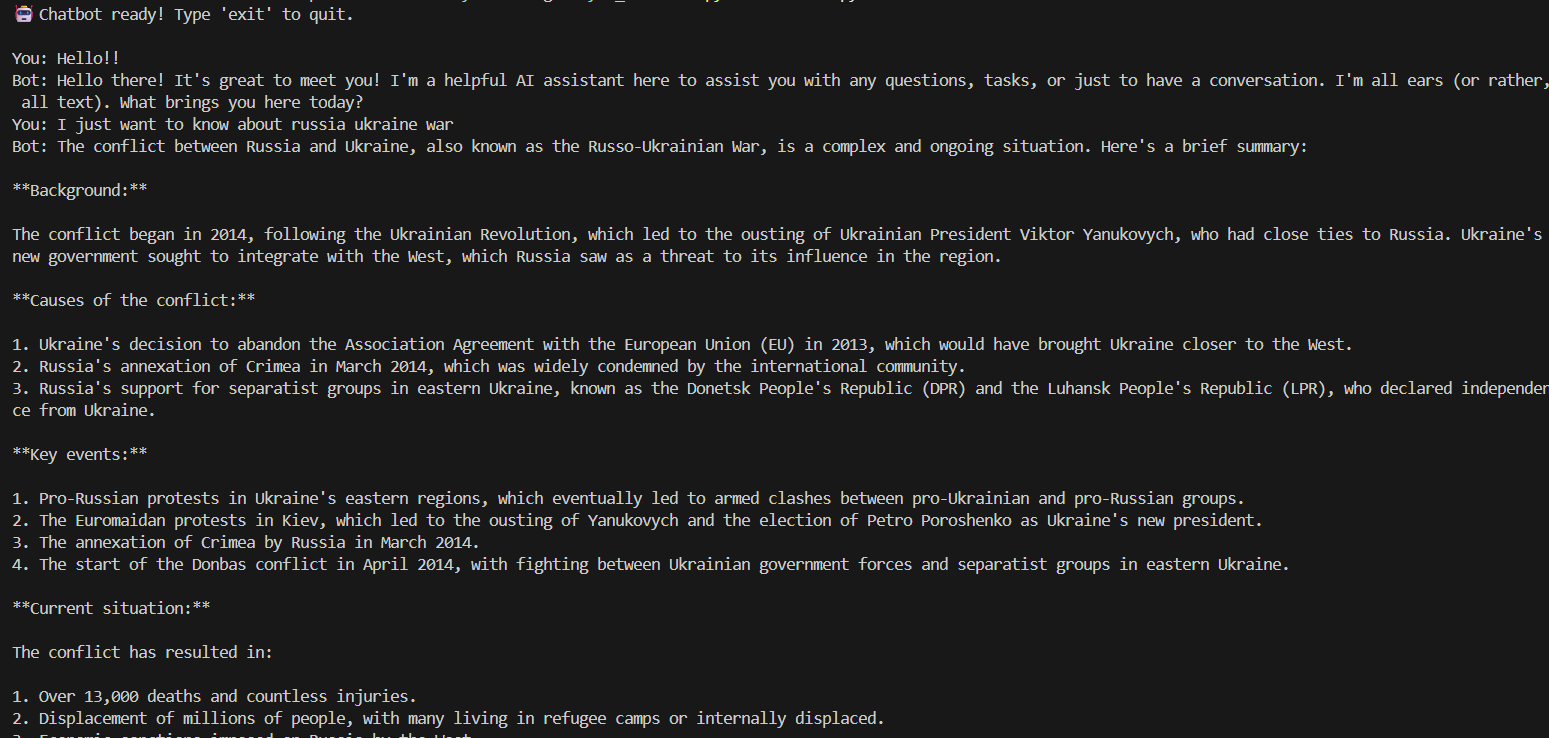 🤖 Chatbot ready! Type 'exit' to quit.
You: Hello!!
Bot: Hello there! It's great to meet you! I'm a helpful AI assistant here to assist you with any questions, tasks, or just to have a conversation. I'm all ears (or rather,
all text). What brings you here today?
You: I just want to know about russia ukraine war
Bot: The conflict between Russia and Ukraine, also known as the Russo-Ukrainian War, is a complex and ongoing situation. Here's a brief summary:
**Background:**
The conflict began in 2014, following the Ukrainian Revolution, which led to the ousting of Ukrainian President Viktor Yanukovych, who had close ties to Russia. Ukraine's
new government sought to integrate with the West, which Russia saw as a threat to its influence in the region.
**Causes of the conflict:**
1. Ukraine's decision to abandon the Association Agreement with the European Union (EU) in 2013, which would have brought Ukraine closer to the West.
2. Russia's annexation of Crimea in March 2014, which was widely condemned by the international community.
3. Russia's support for separatist groups in eastern Ukraine, known as the Donetsk People's Republic (DPR) and the Luhansk People's Republic (LPR), who declared independen
ce from Ukraine.
**Key events:**
1. Pro-Russian protests in Ukraine's eastern regions, which eventually led to armed clashes between pro-Ukrainian and pro-Russian groups.
2. The Euromaidan protests in Kiev, which led to the ousting of Yanukovych and the election of Petro Poroshenko as Ukraine's new president.
3. The annexation of Crimea by Russia in March 2014.
4. The start of the Donbas conflict in April 2014, with fighting between Ukrainian government forces and separatist groups in eastern Ukraine.
**Current situation:**
The conflict has resulted in:
1. Over 13,000 deaths and countless injuries.
2. Displacement of millions of people, with many living in refugee camps or internally displaced.
3. Economic sanctions imposed on Russia by the West.